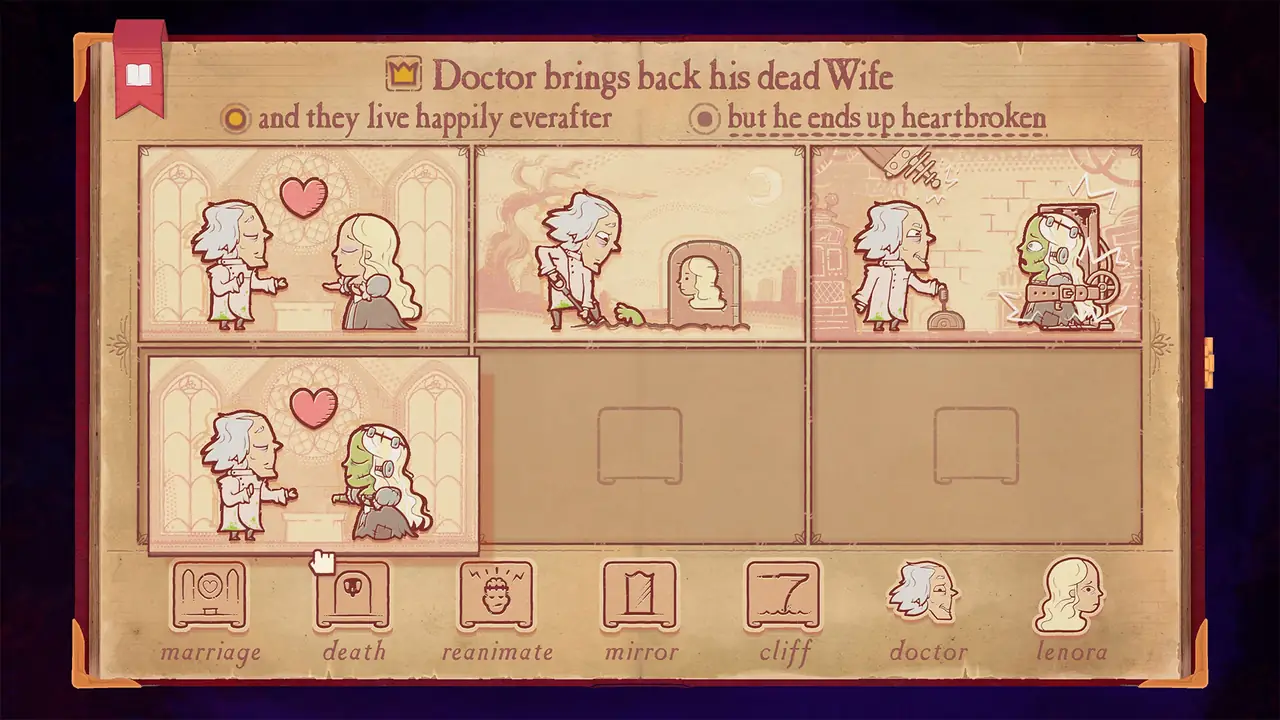 Doctor brings back his dead Wife
and they live happily everafter
but he ends up heartbroken
marriage
death
reanimate
mirror
cliff
doctor
lenora